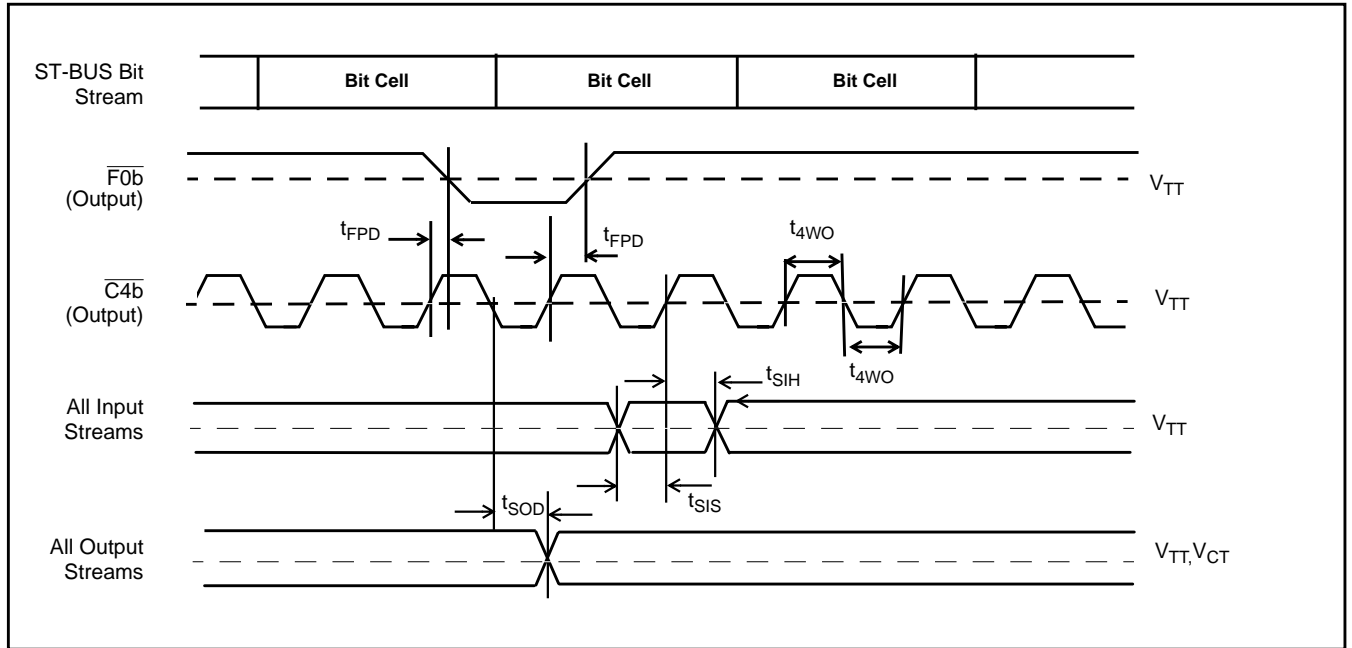 ST-BUS Bit
Stream
Bit Cell
Bit Cell
Bit Cell
F0b
(Output)
VTT
tFPD
tFPD
t4WO
C4b
(Output)
VTT
t4WO
tSIH
All Input
Streams
VTT
tSOD
tSIS
All Output
Streams
VTT,VCT